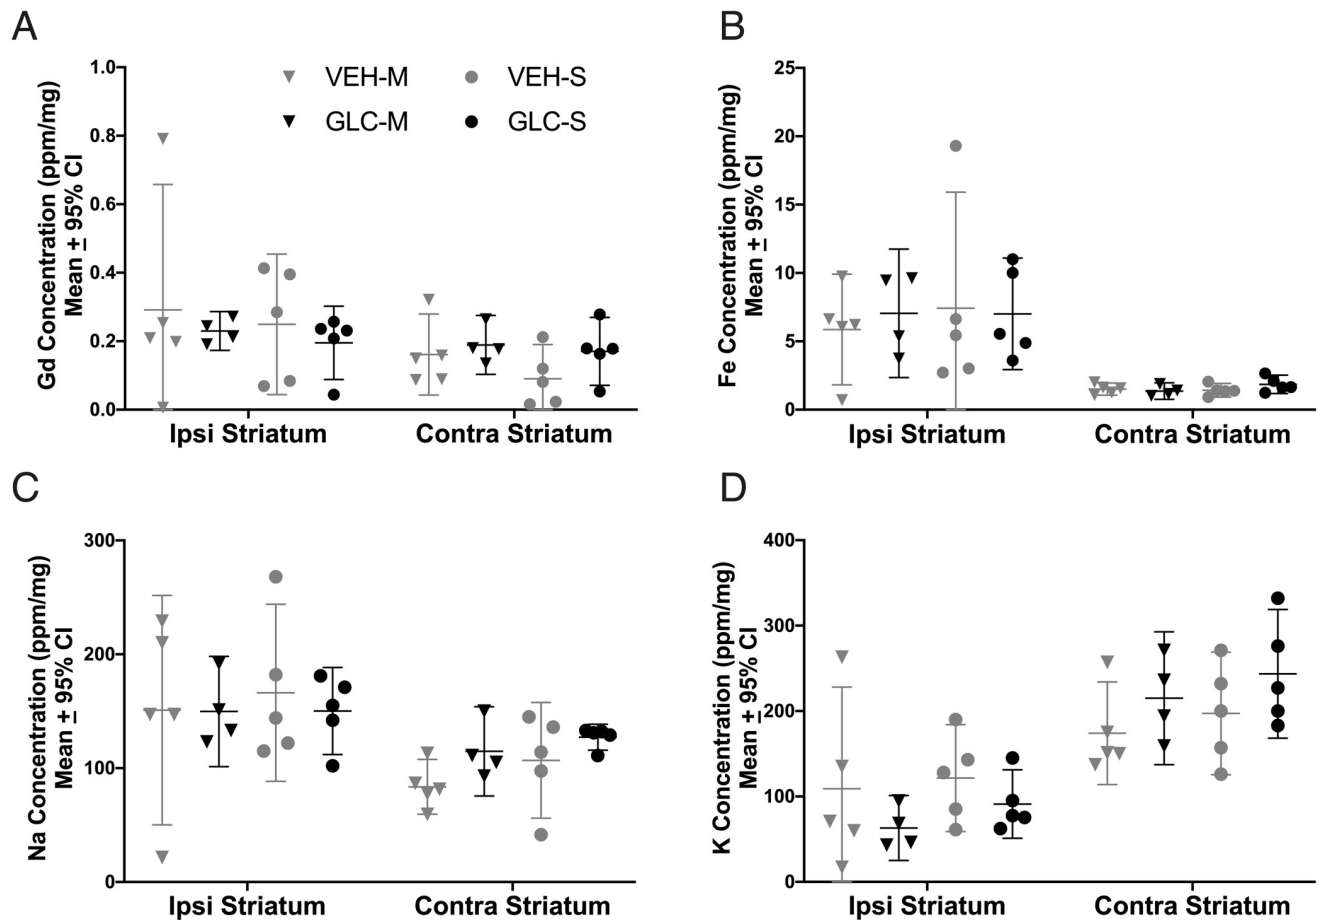 A
Gd Concentration (ppm/mg)
Mean ± 95% CI
1.0
0.8
0.6
0.4
0.2
0.0
VEH-M
VEH-S
GLC-M
GLC-S
Ipsi Striatum
Contra Striatum
B
Fe Concentration (ppm/mg)
Mean ± 95% CI
25
20
15
10
5
0
Ipsi Striatum
Contra Striatum
C
Na Concentration (ppm/mg)
Mean ± 95% CI
300
200
100
0
Ipsi Striatum
Contra Striatum
D
K Concentration (ppm/mg)
Mean ± 95% CI
400
300
200
100
0
Ipsi Striatum
Contra Striatum